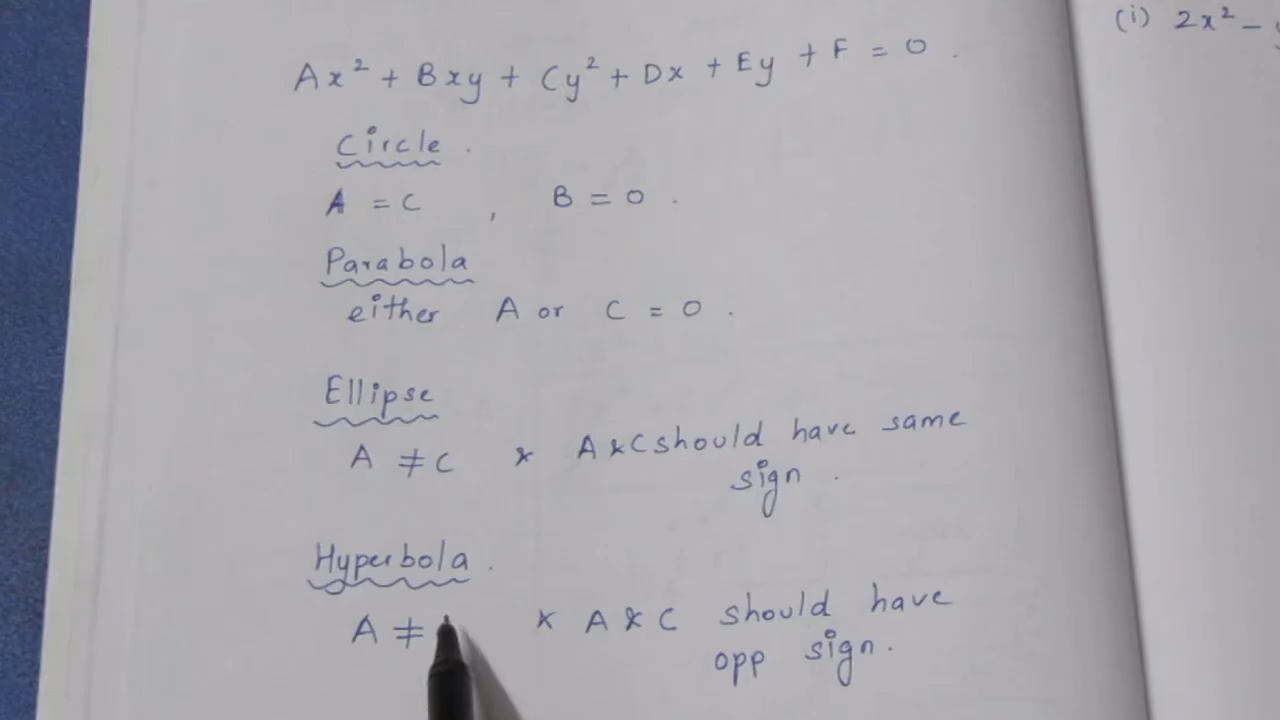 Ax² + Bxy + Cy² + Dx + Ey + F = 0 .
Circle .
A = C , B = 0 .
Parabola
either A or C = 0 .
Ellipse
A ≠ C & A & C should have same
sign .
Hyperbola .
A ≠ & A & C should have
opp sign.
(i) 2x² –